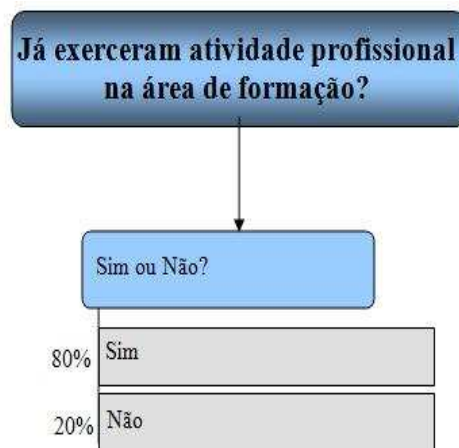 Já exerceram atividade profissional
na área de formação?
Sim ou Não?
80% Sim
20% Não